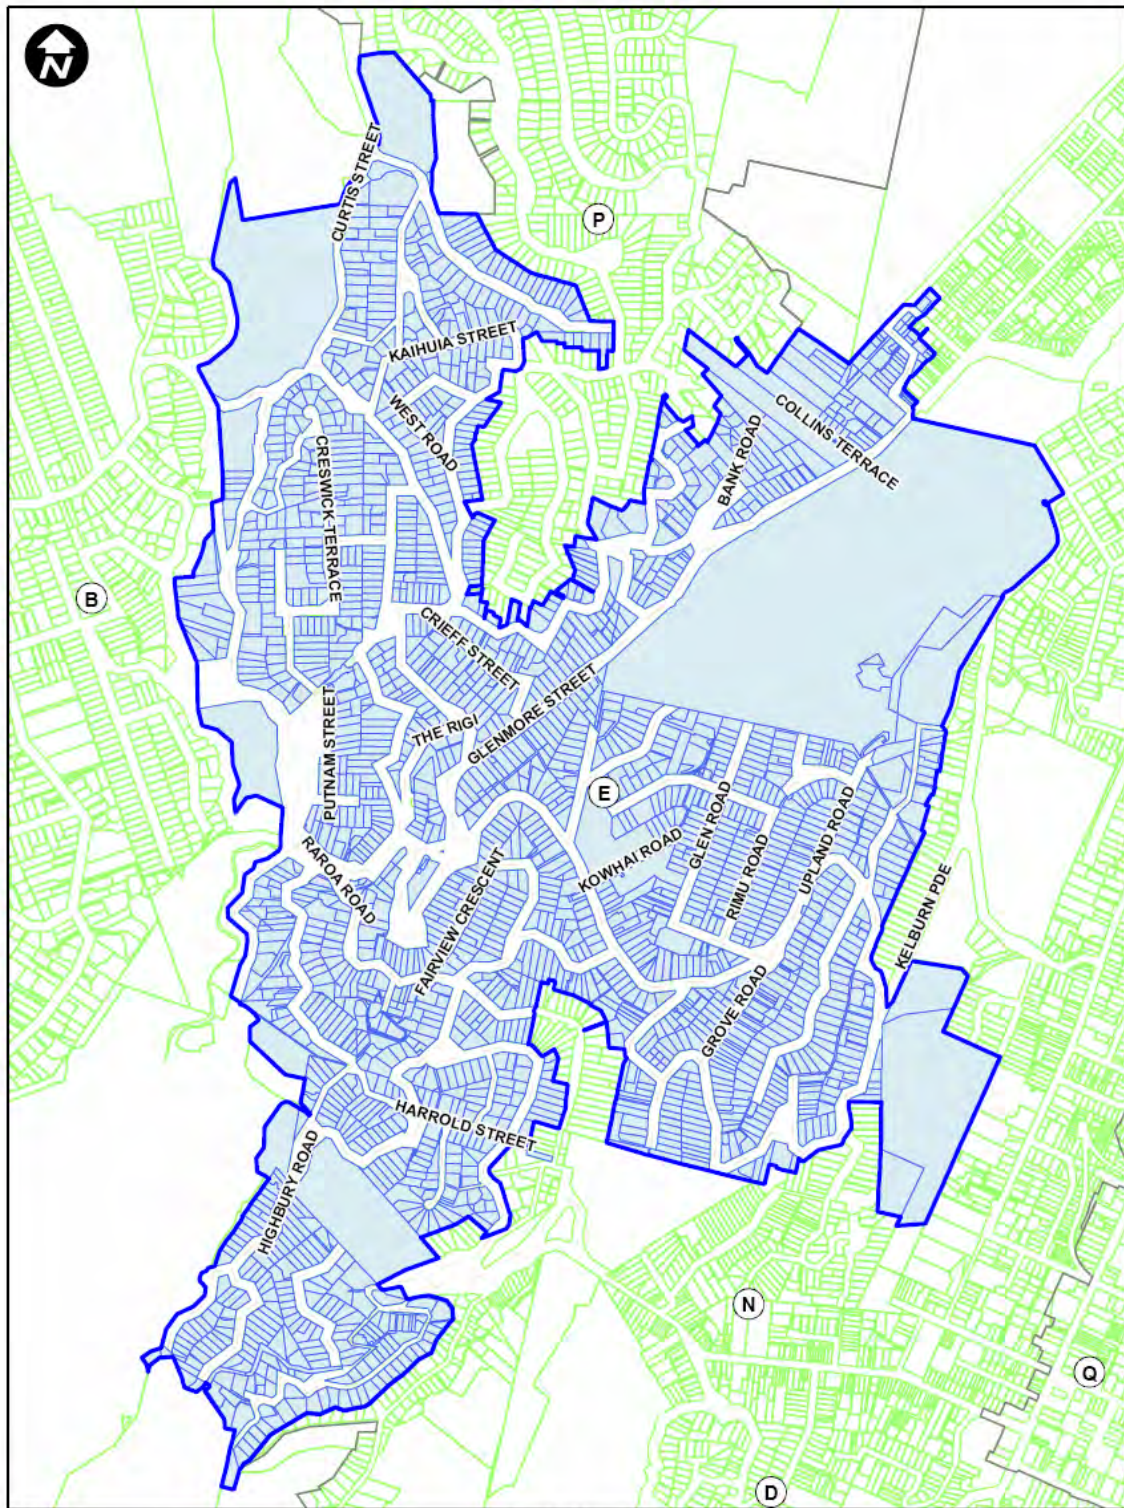 N
CURTIS STREET
P
KAIHUIA STREET
WEST ROAD
COLLINS TERRACE
BANK ROAD
CRESWICK TERRACE
B
CRIEFF STREET
GLENMORE STREET
THE RIGI
PUTNAM STREET
E
GLEN ROAD
UPLAND ROAD
KOWHAI ROAD
RIMU ROAD
RAROA ROAD
FAIRVIEW CRESCENT
KELBURN PDE
GROVE ROAD
HARROLD STREET
HIGHBURY ROAD
N
Q
D